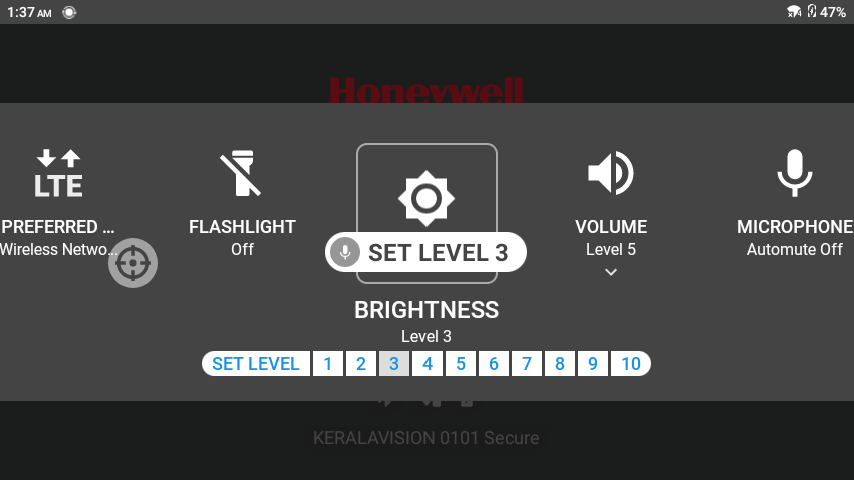 1:37 AM
47%
Honeywell
LTE
PREFERRED ...
Wireless Netwo...
FLASHLIGHT
Off
SET LEVEL 3
VOLUME
Level 5
MICROPHONE
Automute Off
BRIGHTNESS
Level 3
SET LEVEL 1 2 3 4 5 6 7 8 9 10
KERALAVISION 0101 Secure